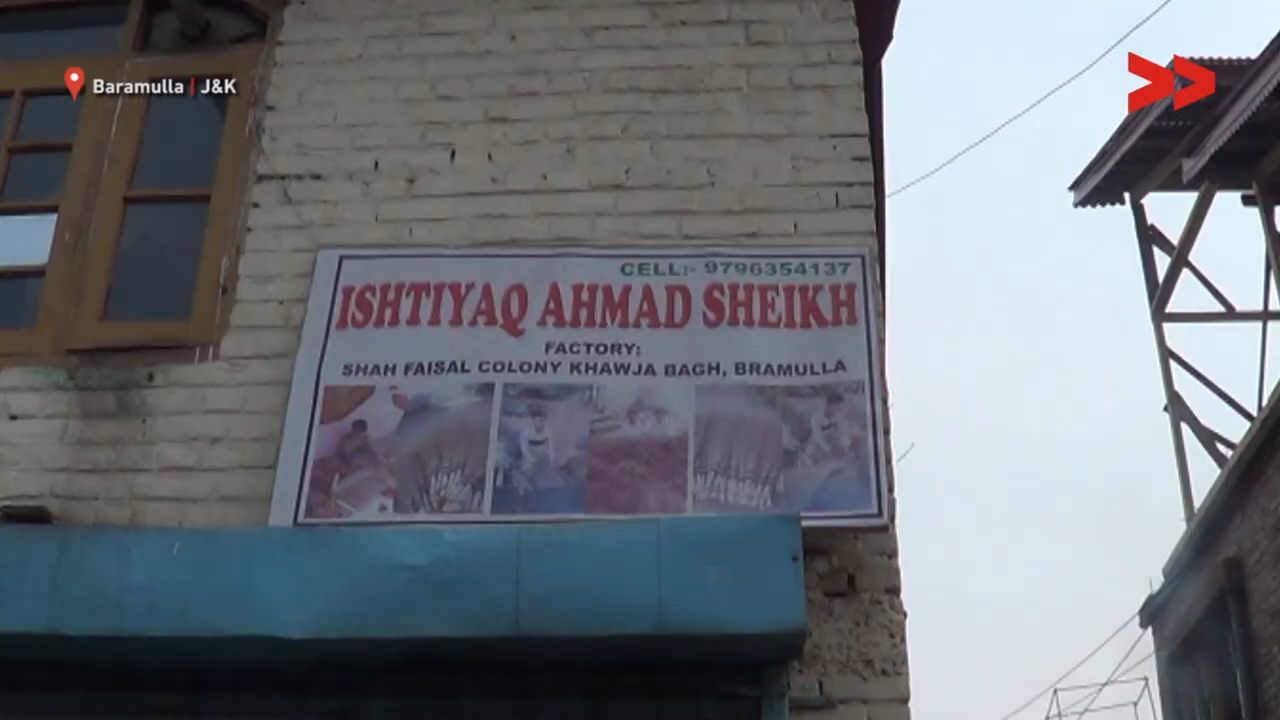 Baramulla | J&K
CELL:- 9796354137
ISHTIYAQ AHMAD SHEIKH
FACTORY:
SHAH FAISAL COLONY KHAWJA BAGH, BRAMULLA